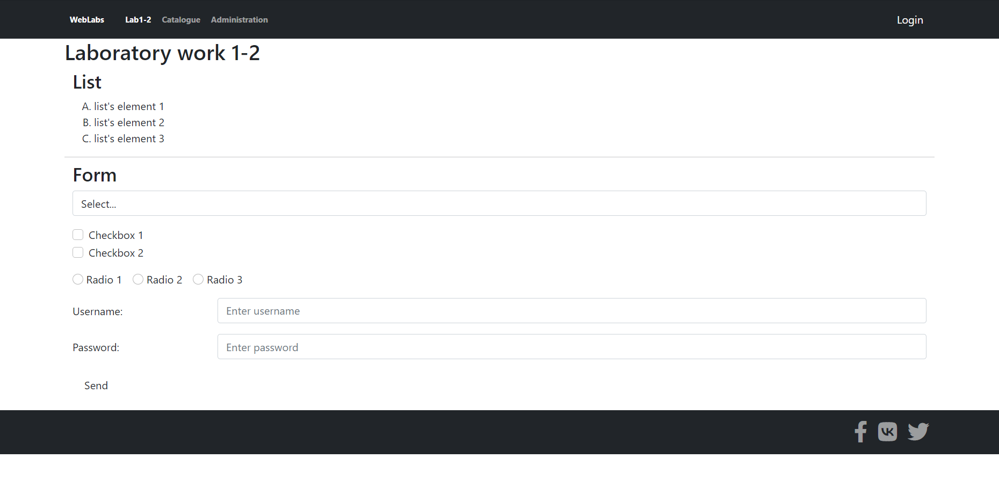 WebLabs Lab1-2 Catalogue Administration Login
Laboratory work 1-2
List
A. list's element 1
B. list's element 2
C. list's element 3
Form
Select...
Checkbox 1
Checkbox 2
Radio 1 Radio 2 Radio 3
Username: Enter username
Password: Enter password
Send